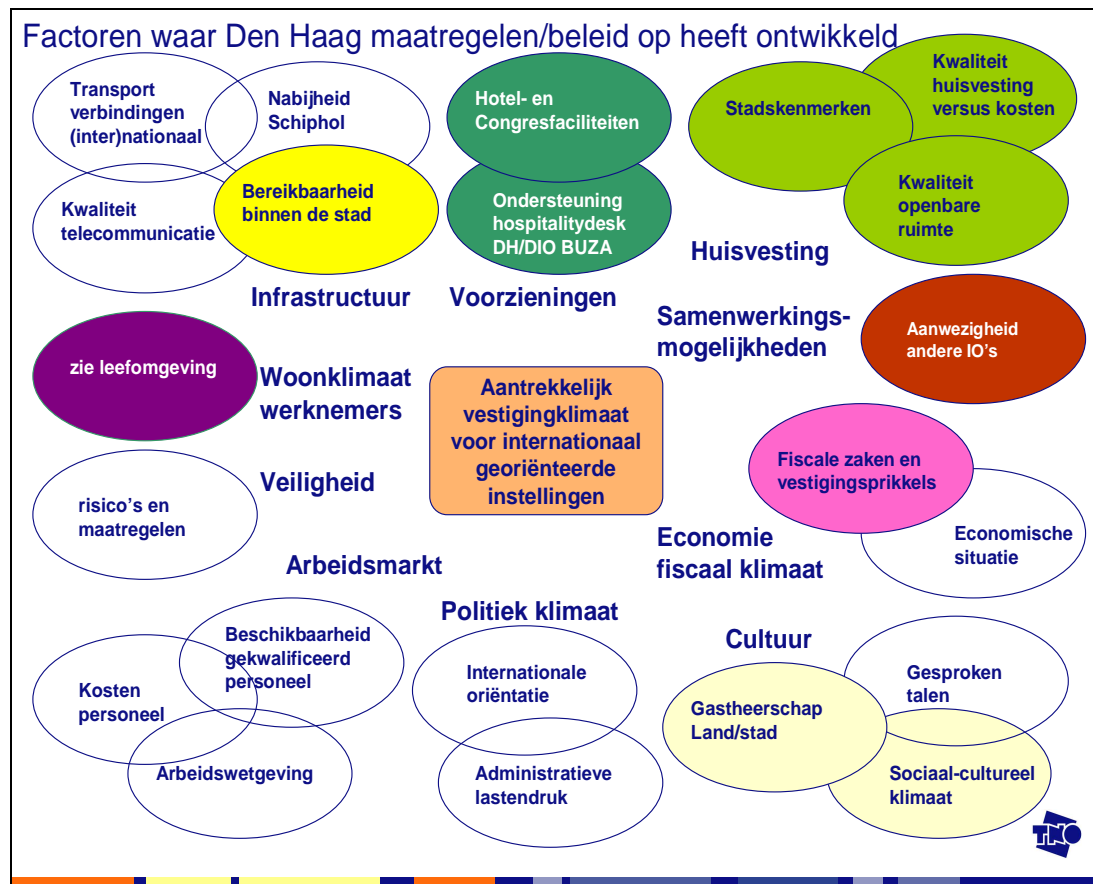 Factoren waar Den Haag maatregelen/beleid op heeft ontwikkeld
Transport
verbindingen
(inter)nationaal
Nabijheid
Schiphol
Kwaliteit
telecommunicatie
Bereikbaarheid
binnen de stad
Infrastructuur
Hotel- en
Congresfaciliteiten
Ondersteuning
hospitalitydesk
DH/DIO BUZA
Voorzieningen
Stadskenmerken
Kwaliteit
huisvesting
versus kosten
Kwaliteit
openbare
ruimte
Huisvesting
Samenwerkings-
mogelijkheden
Aanwezigheid
andere IO's
zie leefomgeving
Woonklimaat
werknemers
Aantrekkelijk
vestigingklimaat
voor internationaal
georiënteerde
instellingen
Fiscale zaken en
vestigingsprikkels
Economische
situatie
Economie
fiscaal klimaat
Veiligheid
risico's en
maatregelen
Arbeidsmarkt
Beschikbaarheid
gekwalificeerd
personeel
Kosten
personeel
Arbeidswetgeving
Politiek klimaat
Internationale
oriëntatie
Administratieve
lastendruk
Cultuur
Gastheerschap
Land/stad
Gesproken
talen
Sociaal-cultureel
klimaat
TNO